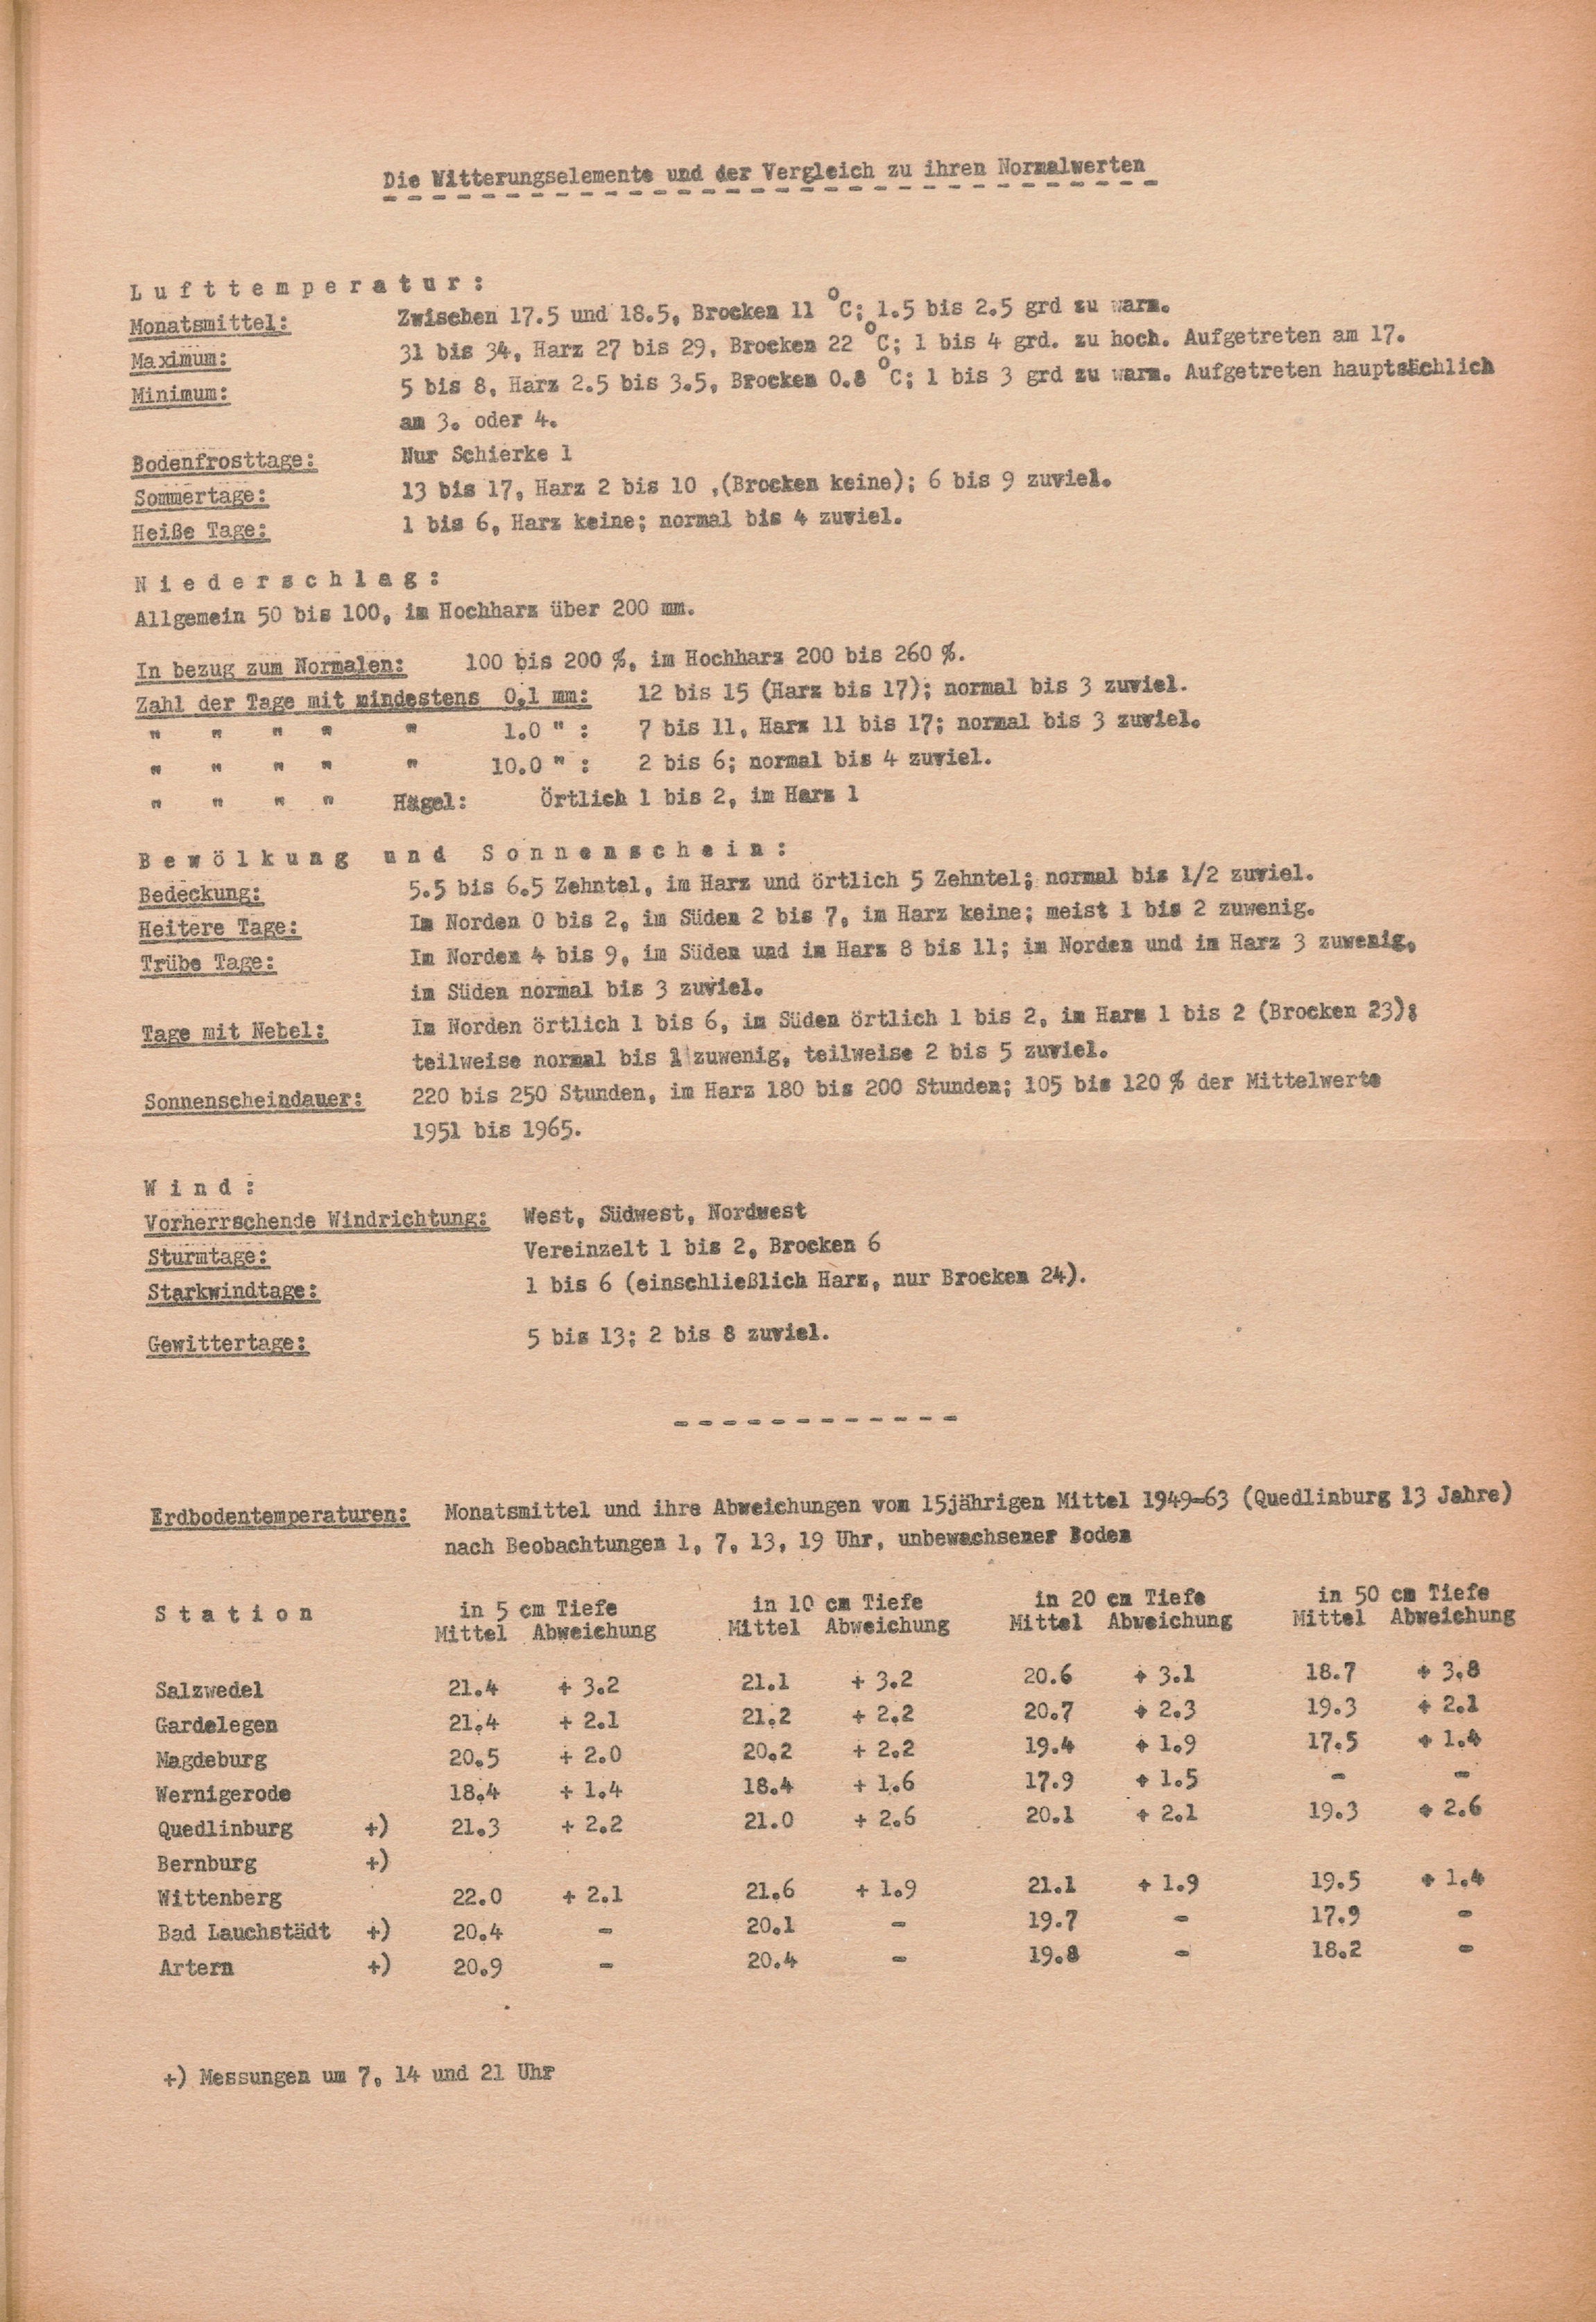 Die Witterungselemente und der Vergleich zu ihren Normalwerten
L u f t t e m p e r a t u r :
Monatsmittel: Zwischen 17.5 und 18.5, Brocken 11 °C; 1.5 bis 2.5 grd zu warm.
Maximum: 31 bis 34, Harz 27 bis 29, Brocken 22 °C; 1 bis 4 grd. zu hoch. Aufgetreten am 17.
Minimum: 5 bis 8, Harz 2.5 bis 3.5, Brocken 0.8 °C; 1 bis 3 grd zu warm. Aufgetreten hauptsächlich
am 3. oder 4.
Bodenfrosttage: Nur Schierke 1
Sommertage: 13 bis 17, Harz 2 bis 10 ,(Brocken keine); 6 bis 9 zuviel.
Heiße Tage: 1 bis 6, Harz keine; normal bis 4 zuviel.
N i e d e r s c h l a g :
Allgemein 50 bis 100, im Hochharz über 200 mm.
In bezug zum Normalen: 100 bis 200 %, im Hochharz 200 bis 260 %.
Zahl der Tage mit mindestens 0,1 mm: 12 bis 15 (Harz bis 17); normal bis 3 zuviel.
" " " " " 1.0 " : 7 bis 11, Harz 11 bis 17; normal bis 3 zuviel.
" " " " " 10.0 " : 2 bis 6; normal bis 4 zuviel.
" " " " Hagel: Örtlich 1 bis 2, im Harz 1
B e w ö l k u n g  u n d  S o n n e n s c h e i n :
Bedeckung: 5.5 bis 6.5 Zehntel, im Harz und örtlich 5 Zehntel; normal bis 1/2 zuviel.
Heitere Tage: Im Norden 0 bis 2, im Süden 2 bis 7, im Harz keine; meist 1 bis 2 zuwenig.
Trübe Tage: Im Norden 4 bis 9, im Süden und im Harz 8 bis 11; im Norden und im Harz 3 zuwenig,
im Süden normal bis 3 zuviel.
Tage mit Nebel: Im Norden örtlich 1 bis 6, im Süden örtlich 1 bis 2, im Harz 1 bis 2 (Brocken 23);
teilweise normal bis 1 zuwenig, teilweise 2 bis 5 zuviel.
Sonnenscheindauer: 220 bis 250 Stunden, im Harz 180 bis 200 Stunden; 105 bis 120 % der Mittelwerte
1951 bis 1965.
W i n d :
Vorherrschende Windrichtung: West, Südwest, Nordwest
Sturmtage: Vereinzelt 1 bis 2, Brocken 6
Starkwindtage: 1 bis 6 (einschließlich Harz, nur Brocken 24).
Gewittertage: 5 bis 13; 2 bis 8 zuviel.
- - - - - - - - - - - -
Erdbodentemperaturen: Monatsmittel und ihre Abweichungen vom 15jährigen Mittel 1949-63 (Quedlinburg 13 Jahre)
nach Beobachtungen 1, 7, 13, 19 Uhr, unbewachsener Boden
S t a t i o n in 5 cm Tiefe in 10 cm Tiefe in 20 cm Tiefe in 50 cm Tiefe
Mittel Abweichung Mittel Abweichung Mittel Abweichung Mittel Abweichung
Salzwedel 21.4 + 3.2 21.1 + 3.2 20.6 + 3.1 18.7 + 3.8
Gardelegen 21.4 + 2.1 21.2 + 2.2 20.7 + 2.3 19.3 + 2.1
Magdeburg 20.5 + 2.0 20.2 + 2.2 19.4 + 1.9 17.5 + 1.4
Wernigerode 18.4 + 1.4 18.4 + 1.6 17.9 + 1.5 - -
Quedlinburg +) 21.3 + 2.2 21.0 + 2.6 20.1 + 2.1 19.3 + 2.6
Bernburg +)
Wittenberg 22.0 + 2.1 21.6 + 1.9 21.1 + 1.9 19.5 + 1.4
Bad Lauchstädt +) 20.4 - 20.1 - 19.7 - 17.9 -
Artern +) 20.9 - 20.4 - 19.8 - 18.2 -
+) Messungen um 7, 14 und 21 Uhr